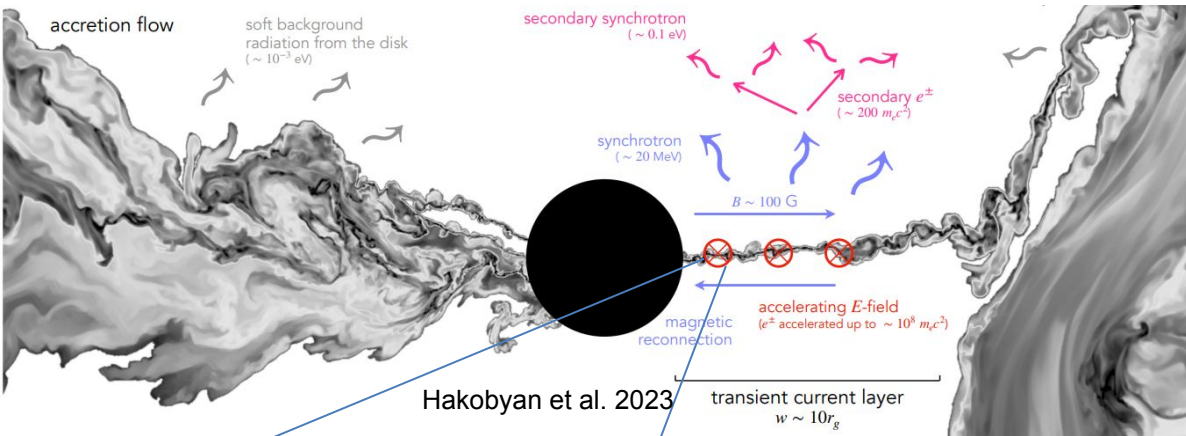 accretion flow
soft background
radiation from the disk
(~ 10⁻³ eV)
secondary synchrotron
(~ 0.1 eV)
secondary e±
(~ 200 mₑc²)
synchrotron
(~ 20 MeV)
B ~ 100 G
accelerating E-field
(e± accelerated up to ~ 10⁸ mₑc²)
magnetic
reconnection
Hakobyan et al. 2023
transient current layer
w ~ 10r_g